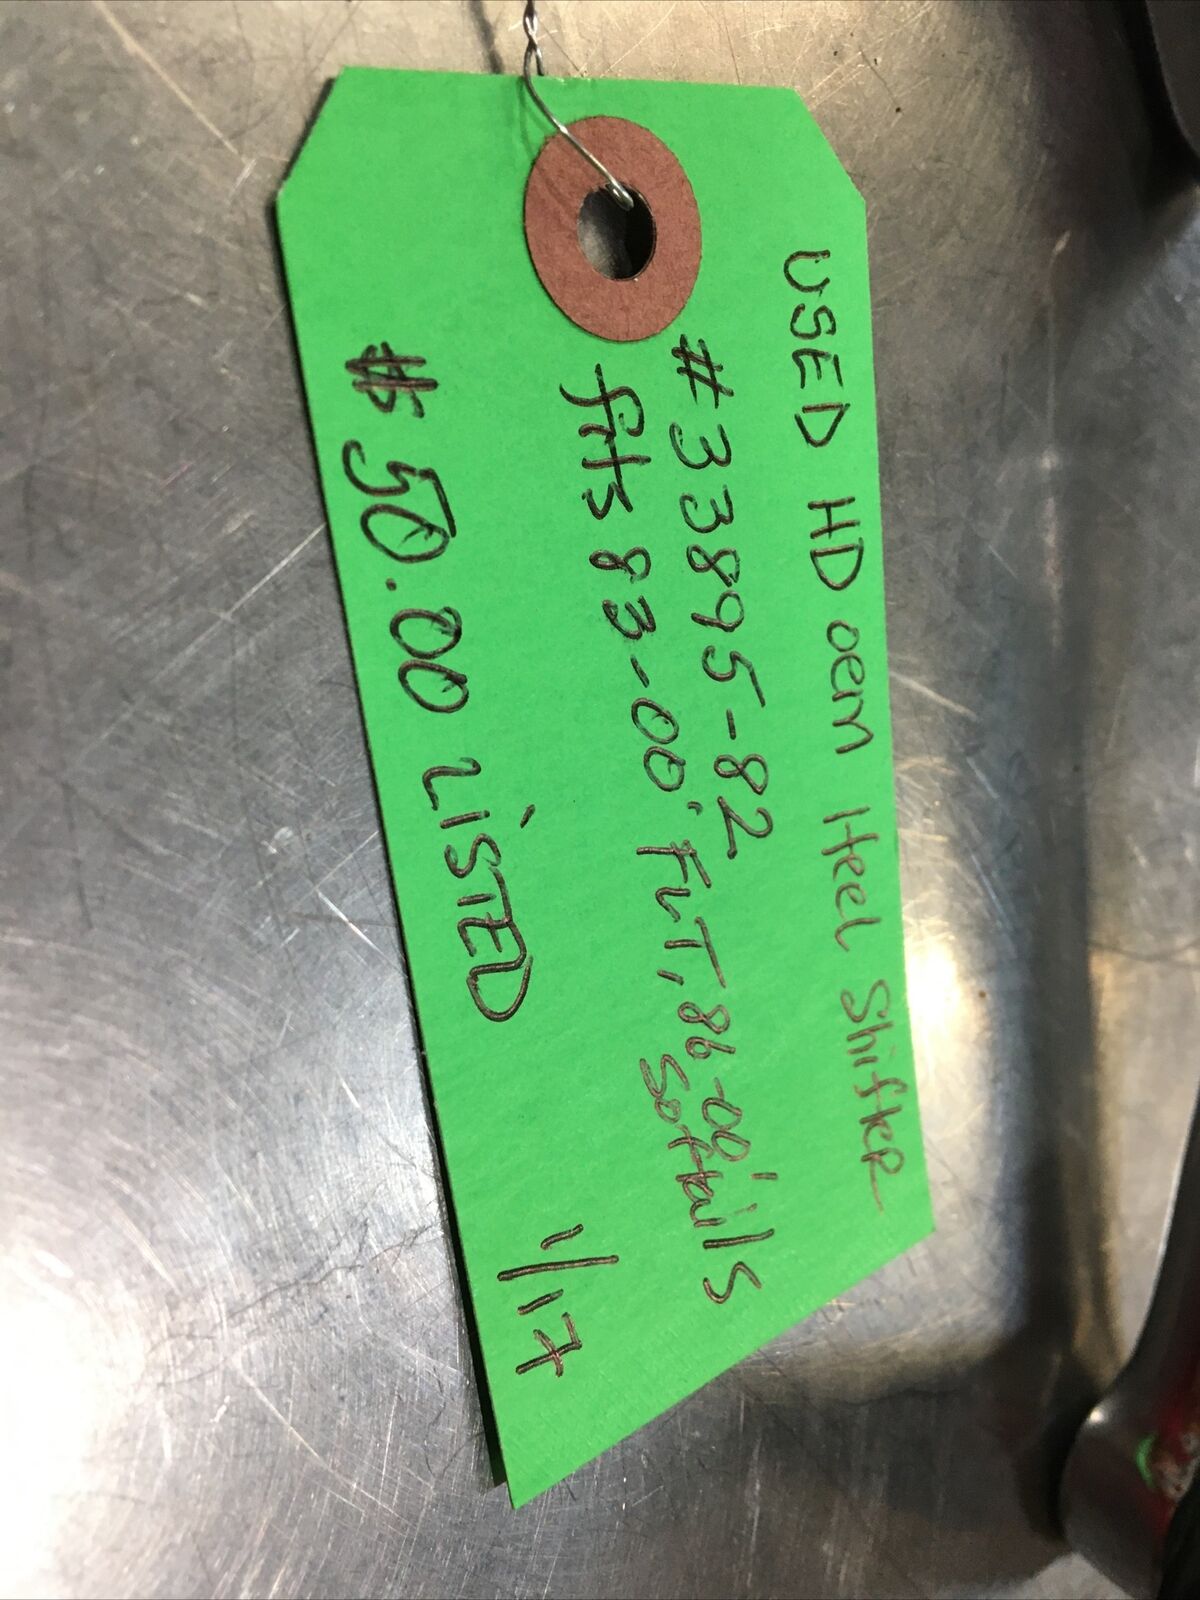 USED HD oem Heel Shifter
#33895-82
fits 83-00' FLT, 86-00'
Softails
$50.00 LiSTED
1/17